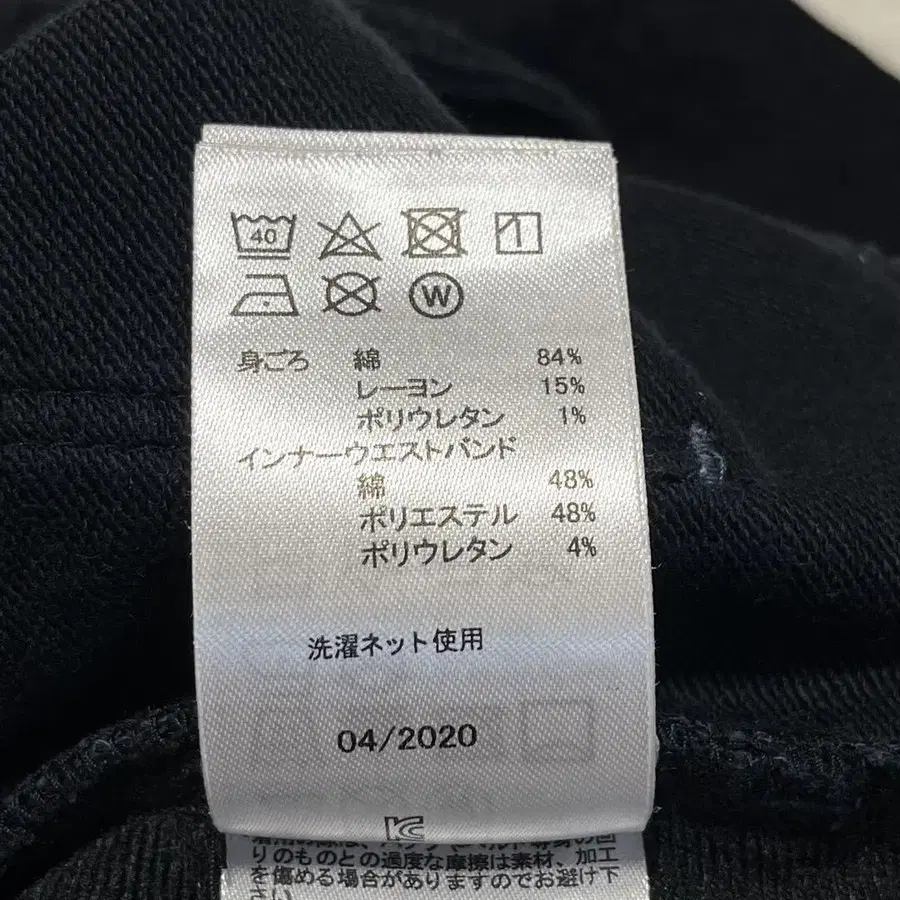 40
W
身ごろ 綿 84%
レーヨン 15%
ポリウレタン 1%
インナーウエストバンド
綿 48%
ポリエステル 48%
ポリウレタン 4%
洗濯ネット使用
04/2020
りのものとの過度な摩擦は素材、加工
を傷める場合がありますのでお避け下
さい